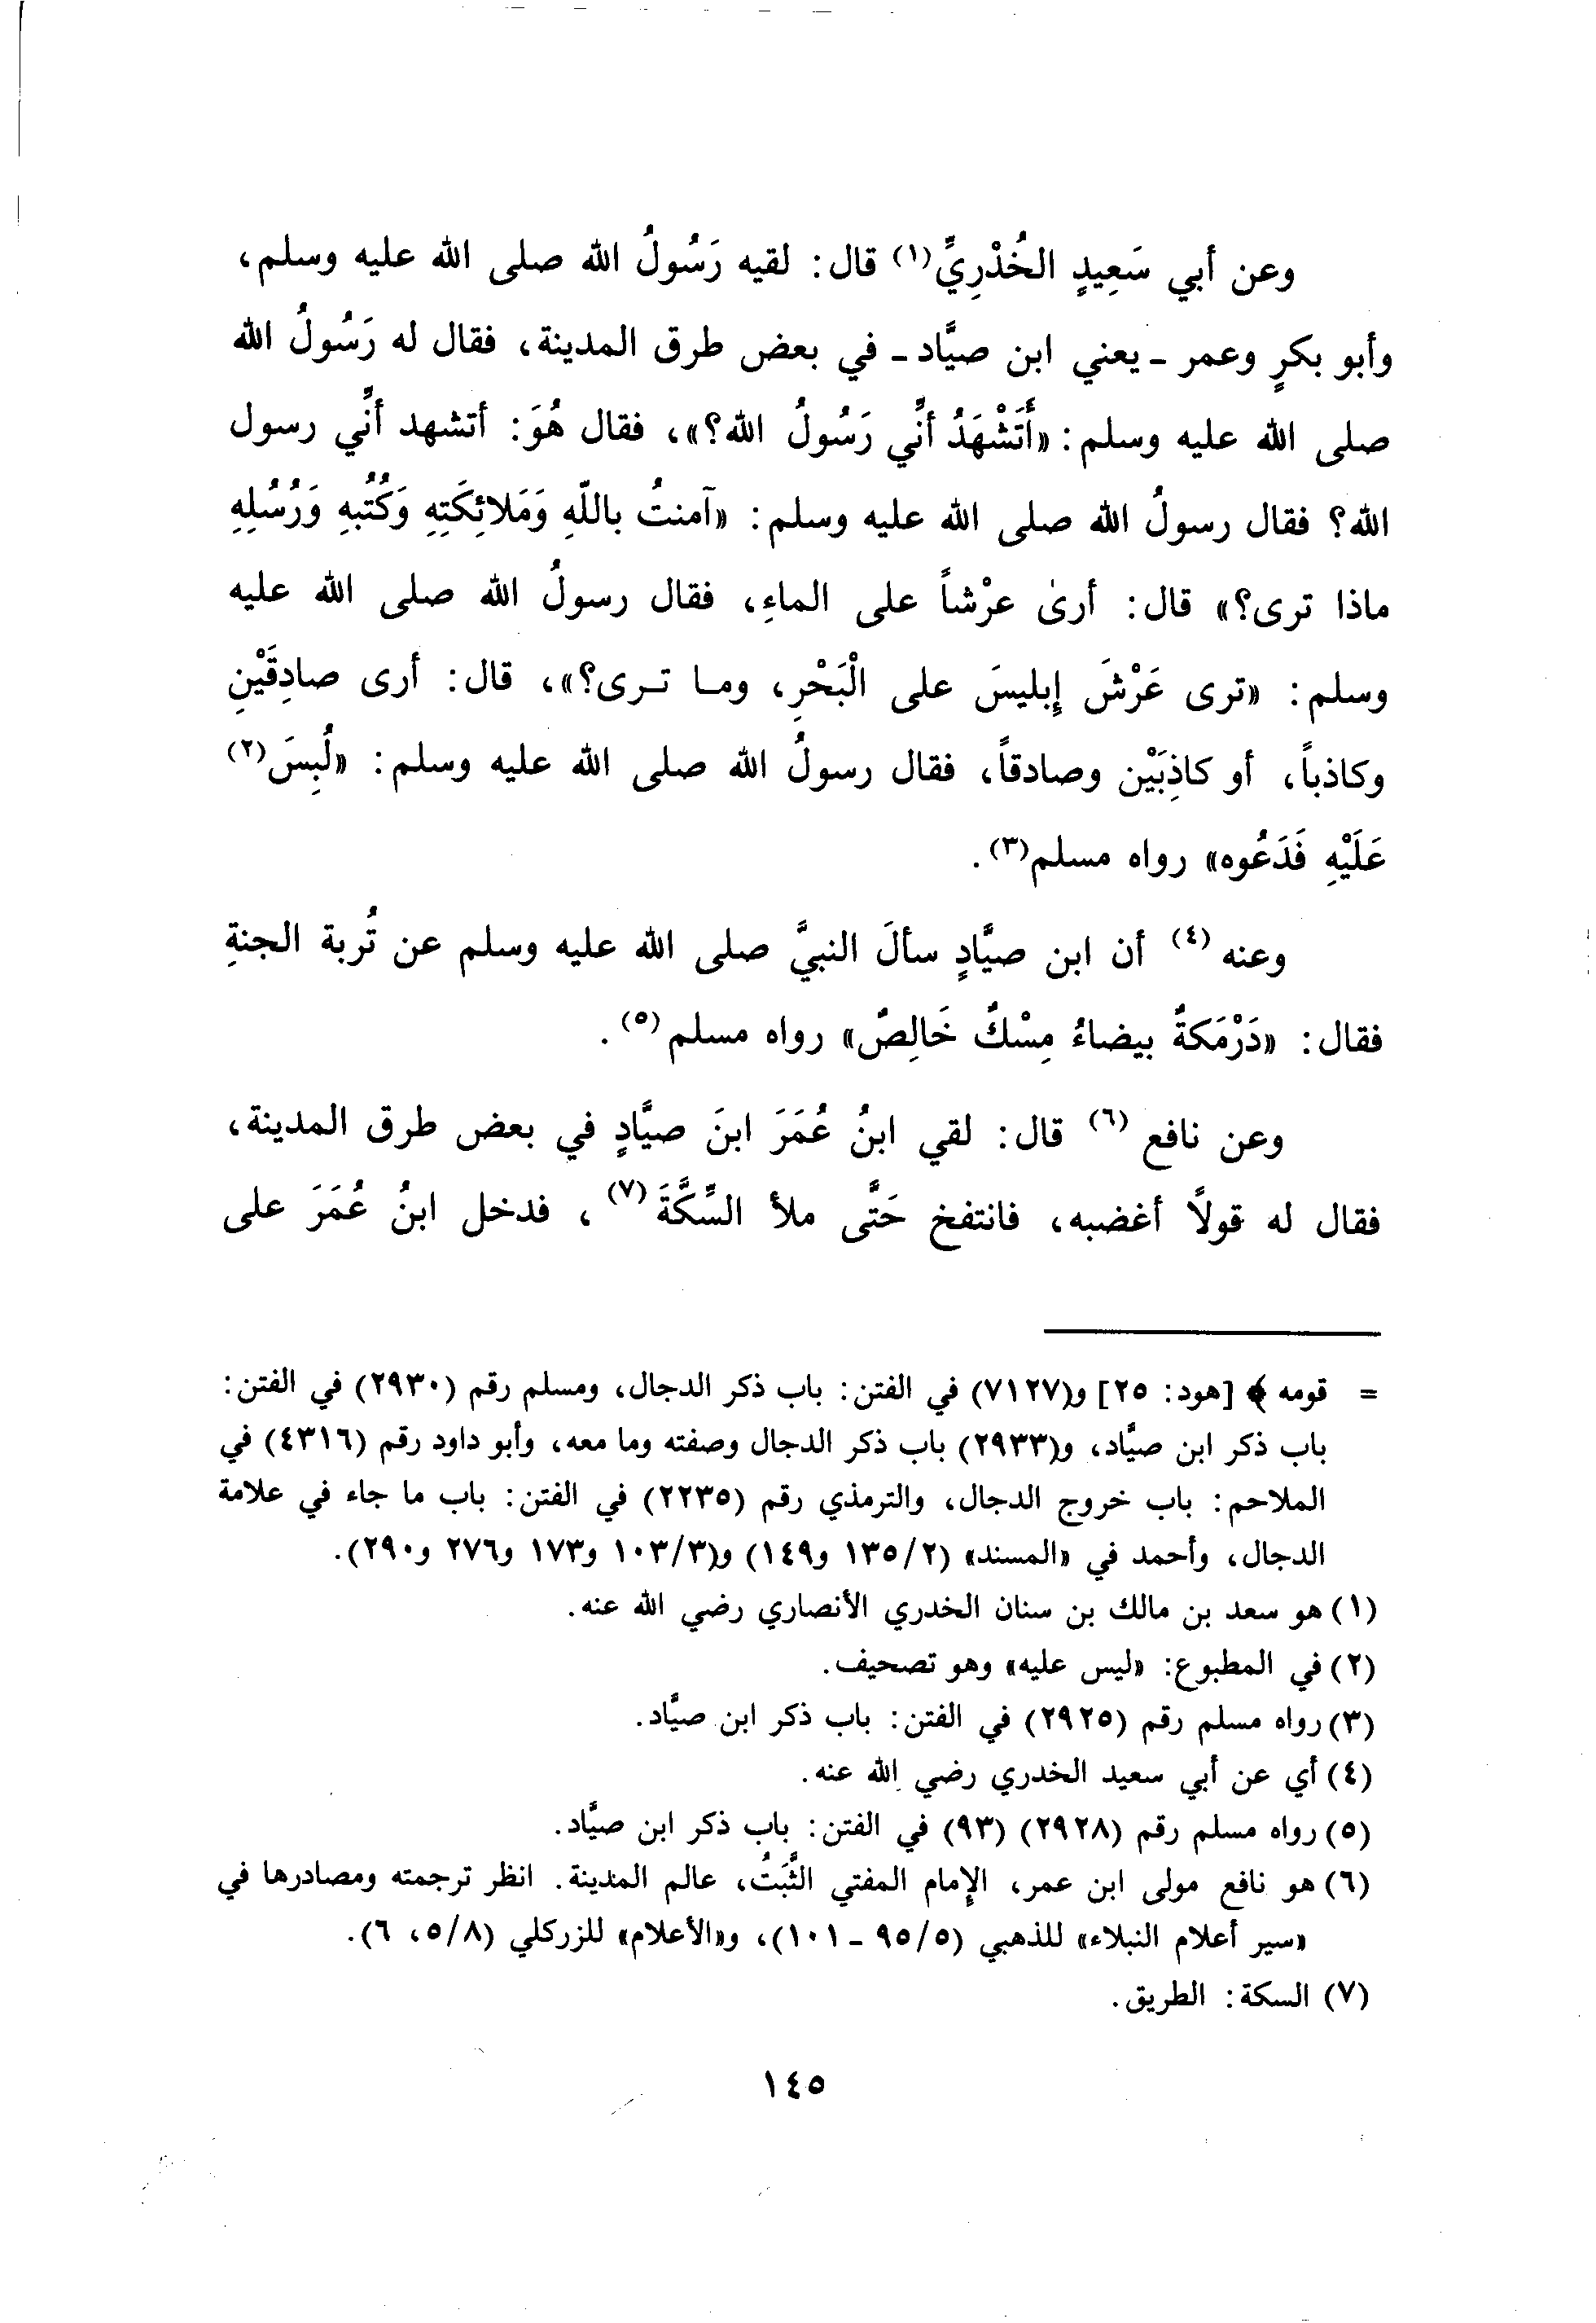 وعن أبي سَعِيدٍ الخُدْرِيِّ(١) قال: لقيه رَسُولُ الله صلى الله عليه وسلم،
وأبو بكرٍ وعمر ـ يعني ابن صيَّاد ـ في بعض طرق المدينة، فقال له رَسُولُ الله
صلى الله عليه وسلم: «أَتَشْهَدُ أنِّي رَسُولُ الله؟»، فقال هُوَ: أتشهد أنِّي رسول
الله؟ فقال رسولُ الله صلى الله عليه وسلم: «آمنتُ باللّهِ وَمَلائِكَتِهِ وَكُتُبهِ وَرُسُلِهِ
ماذا ترى؟» قال: أرىٰ عرْشاً على الماءِ، فقال رسولُ الله صلى الله عليه
وسلم: «ترى عَرْشَ إبليسَ على الْبَحْرِ، وما ترى؟»، قال: أرى صادِقَيْنِ
وكاذباً، أو كاذِبَيْن وصادقاً، فقال رسولُ الله صلى الله عليه وسلم: «لُبِسَ(٢)
عَلَيْهِ فَدَعُوه» رواه مسلم(٣).
وعنه(٤) أن ابن صيَّادٍ سألَ النبيَّ صلى الله عليه وسلم عن تُربة الجنةِ
فقال: «دَرْمَكةٌ بيضاءُ مِسْكٌ خَالِصٌ» رواه مسلم(٥).
وعن نافع(٦) قال: لقي ابنُ عُمَرَ ابنَ صيَّادٍ في بعض طرق المدينة،
فقال له قولاً أغضبه، فانتفخ حَتَّى ملأ السِّكَّةَ(٧)، فدخل ابنُ عُمَرَ على
= قومه ﴾ [هود: ٢٥] و(٧١٢٧) في الفتن: باب ذكر الدجال، ومسلم رقم (٢٩٣٠) في الفتن:
باب ذكر ابن صيَّاد، و(٢٩٣٣) باب ذكر الدجال وصفته وما معه، وأبو داود رقم (٤٣١٦) في
الملاحم: باب خروج الدجال، والترمذي رقم (٢٢٣٥) في الفتن: باب ما جاء في علامة
الدجال، وأحمد في «المسند» (٢/ ١٣٥ و١٤٩) و(٣/ ١٠٣ و١٧٣ و٢٧٦ و٢٩٠).
(١) هو سعد بن مالك بن سنان الخدري الأنصاري رضي الله عنه.
(٢) في المطبوع: «ليس عليه» وهو تصحيف.
(٣) رواه مسلم رقم (٢٩٢٥) في الفتن: باب ذكر ابن صيَّاد.
(٤) أي عن أبي سعيد الخدري رضي الله عنه.
(٥) رواه مسلم رقم (٢٩٢٨) (٩٣) في الفتن: باب ذكر ابن صيَّاد.
(٦) هو نافع مولى ابن عمر، الإمام المفتي الثَّبَتُ، عالم المدينة. انظر ترجمته ومصادرها في
«سير أعلام النبلاء» للذهبي (٥/ ٩٥ ـ ١٠١)، و«الأعلام» للزركلي (٨/ ٥، ٦).
(٧) السكة: الطريق.
١٤٥